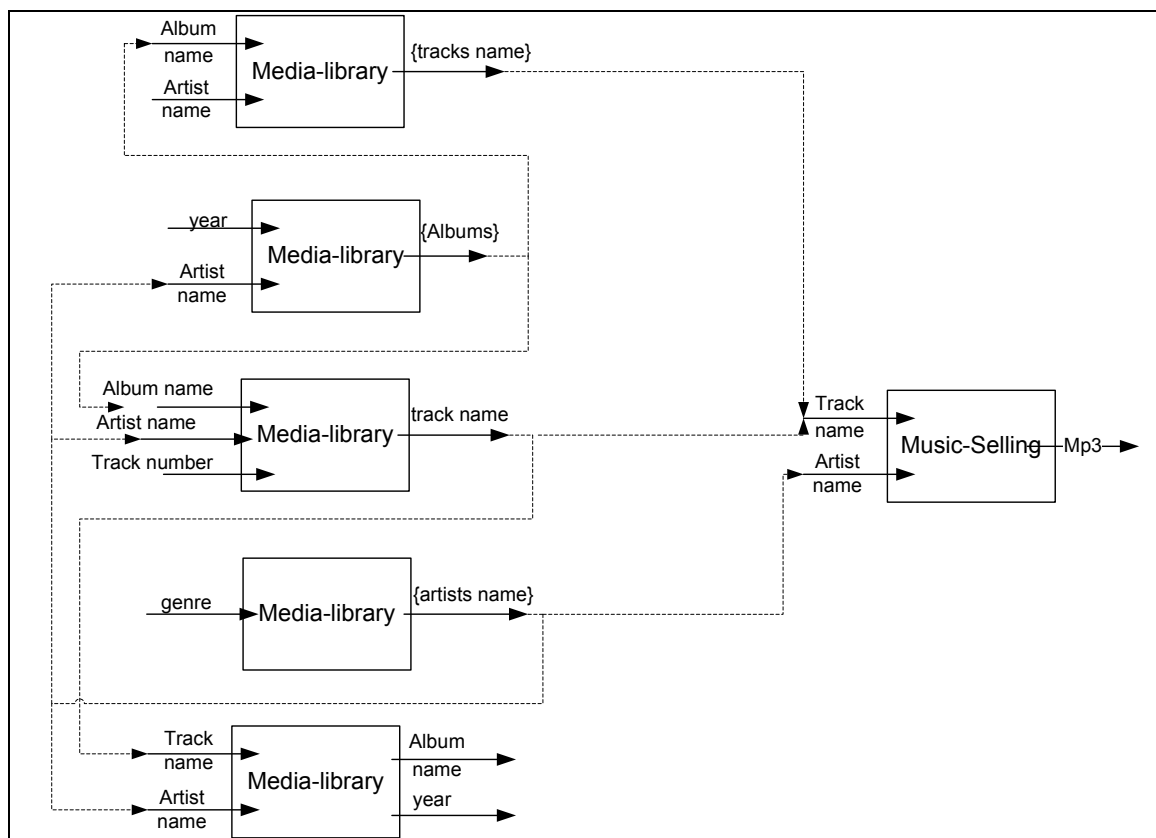 Album
name
Artist
name
Media-library
{tracks name}
year
Artist
name
Media-library
{Albums}
Album name
Artist name
Track number
Media-library
track name
Track
name
Artist
name
Music-Selling
Mp3
genre
Media-library
{artists name}
Track
name
Artist
name
Media-library
Album
name
year